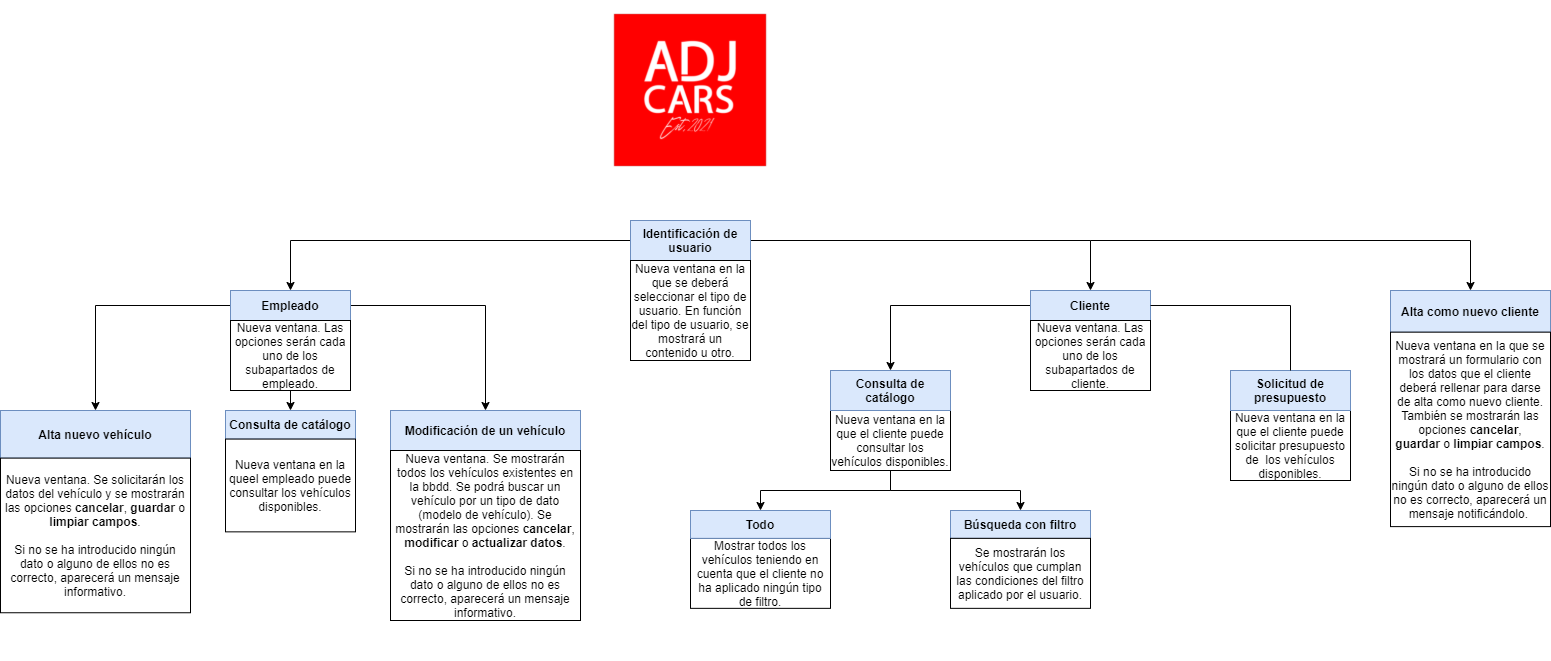 ADJ
CARS
Est. 2021
Identificación de
usuario
Nueva ventana en la
que se deberá
seleccionar el tipo de
usuario. En función
del tipo de usuario, se
mostrará un
contenido u otro.
Empleado
Nueva ventana. Las
opciones serán cada
uno de los
subapartados de
empleado.
Cliente
Nueva ventana. Las
opciones serán cada
uno de los
subapartados de
cliente.
Alta como nuevo cliente
Nueva ventana en la que se
mostrará un formulario con
los datos que el cliente
deberá rellenar para darse
de alta como nuevo cliente.
También se mostrarán las
opciones cancelar,
guardar o limpiar campos.
Si no se ha introducido
ningún dato o alguno de ellos
no es correcto, aparecerá un
mensaje notificándolo.
Alta nuevo vehículo
Nueva ventana. Se solicitarán los
datos del vehículo y se mostrarán
las opciones cancelar, guardar o
limpiar campos.
Si no se ha introducido ningún
dato o alguno de ellos no es
correcto, aparecerá un mensaje
informativo.
Consulta de catálogo
Nueva ventana en la
queel empleado puede
consultar los vehículos
disponibles.
Modificación de un vehículo
Nueva ventana. Se mostrarán
todos los vehículos existentes en
la bbdd. Se podrá buscar un
vehículo por un tipo de dato
(modelo de vehículo). Se
mostrarán las opciones cancelar,
modificar o actualizar datos.
Si no se ha introducido ningún
dato o alguno de ellos no es
correcto, aparecerá un mensaje
informativo.
Consulta de
catálogo
Nueva ventana en la
que el cliente puede
consultar los
vehículos disponibles.
Solicitud de
presupuesto
Nueva ventana en la
que el cliente puede
solicitar presupuesto
de los vehículos
disponibles.
Todo
Mostrar todos los
vehículos teniendo en
cuenta que el cliente no
ha aplicado ningún tipo
de filtro.
Búsqueda con filtro
Se mostrarán los
vehículos que cumplan
las condiciones del filtro
aplicado por el usuario.